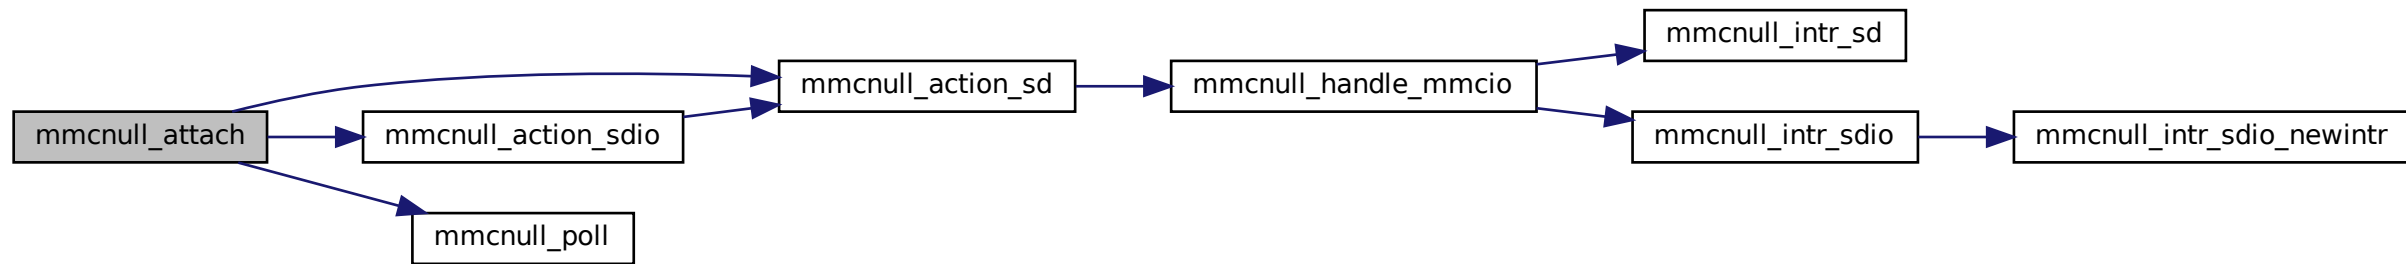 mmcnull_attach
mmcnull_action_sd
mmcnull_action_sdio
mmcnull_poll
mmcnull_handle_mmcio
mmcnull_intr_sd
mmcnull_intr_sdio
mmcnull_intr_sdio_newintr